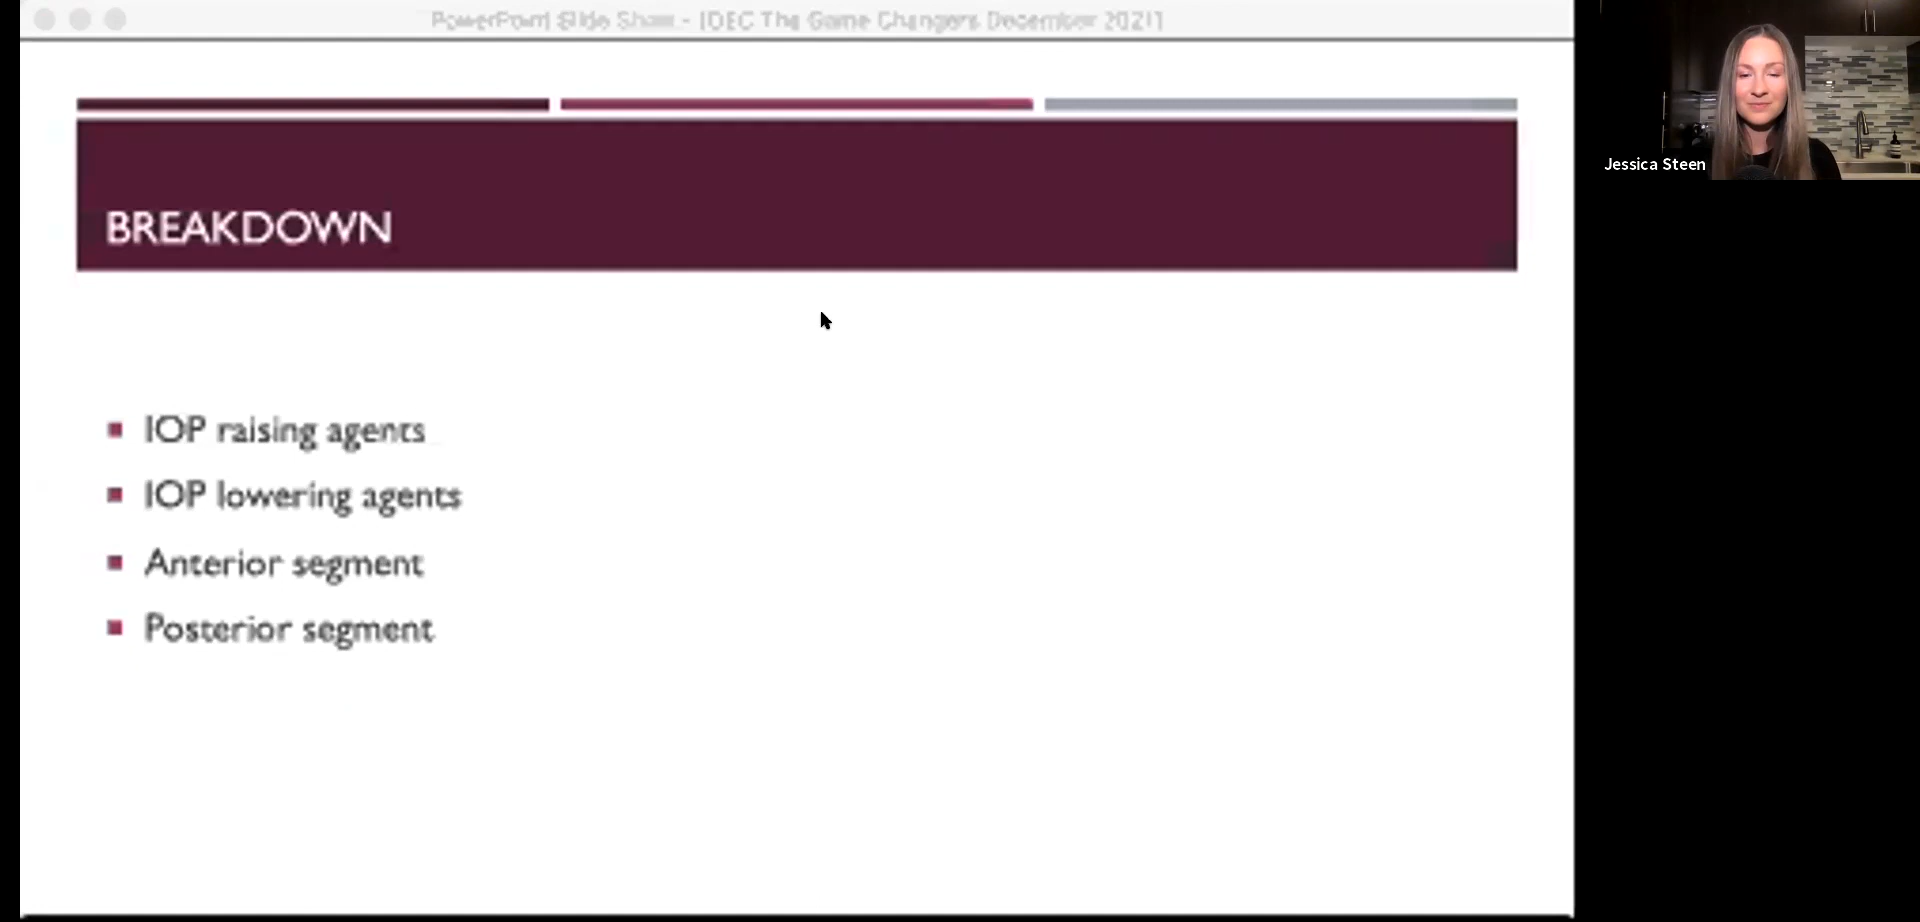 PowerPoint Slide Show - [OEC The Game Changers December 2021]
BREAKDOWN
IOP raising agents
IOP lowering agents
Anterior segment
Posterior segment
Jessica Steen